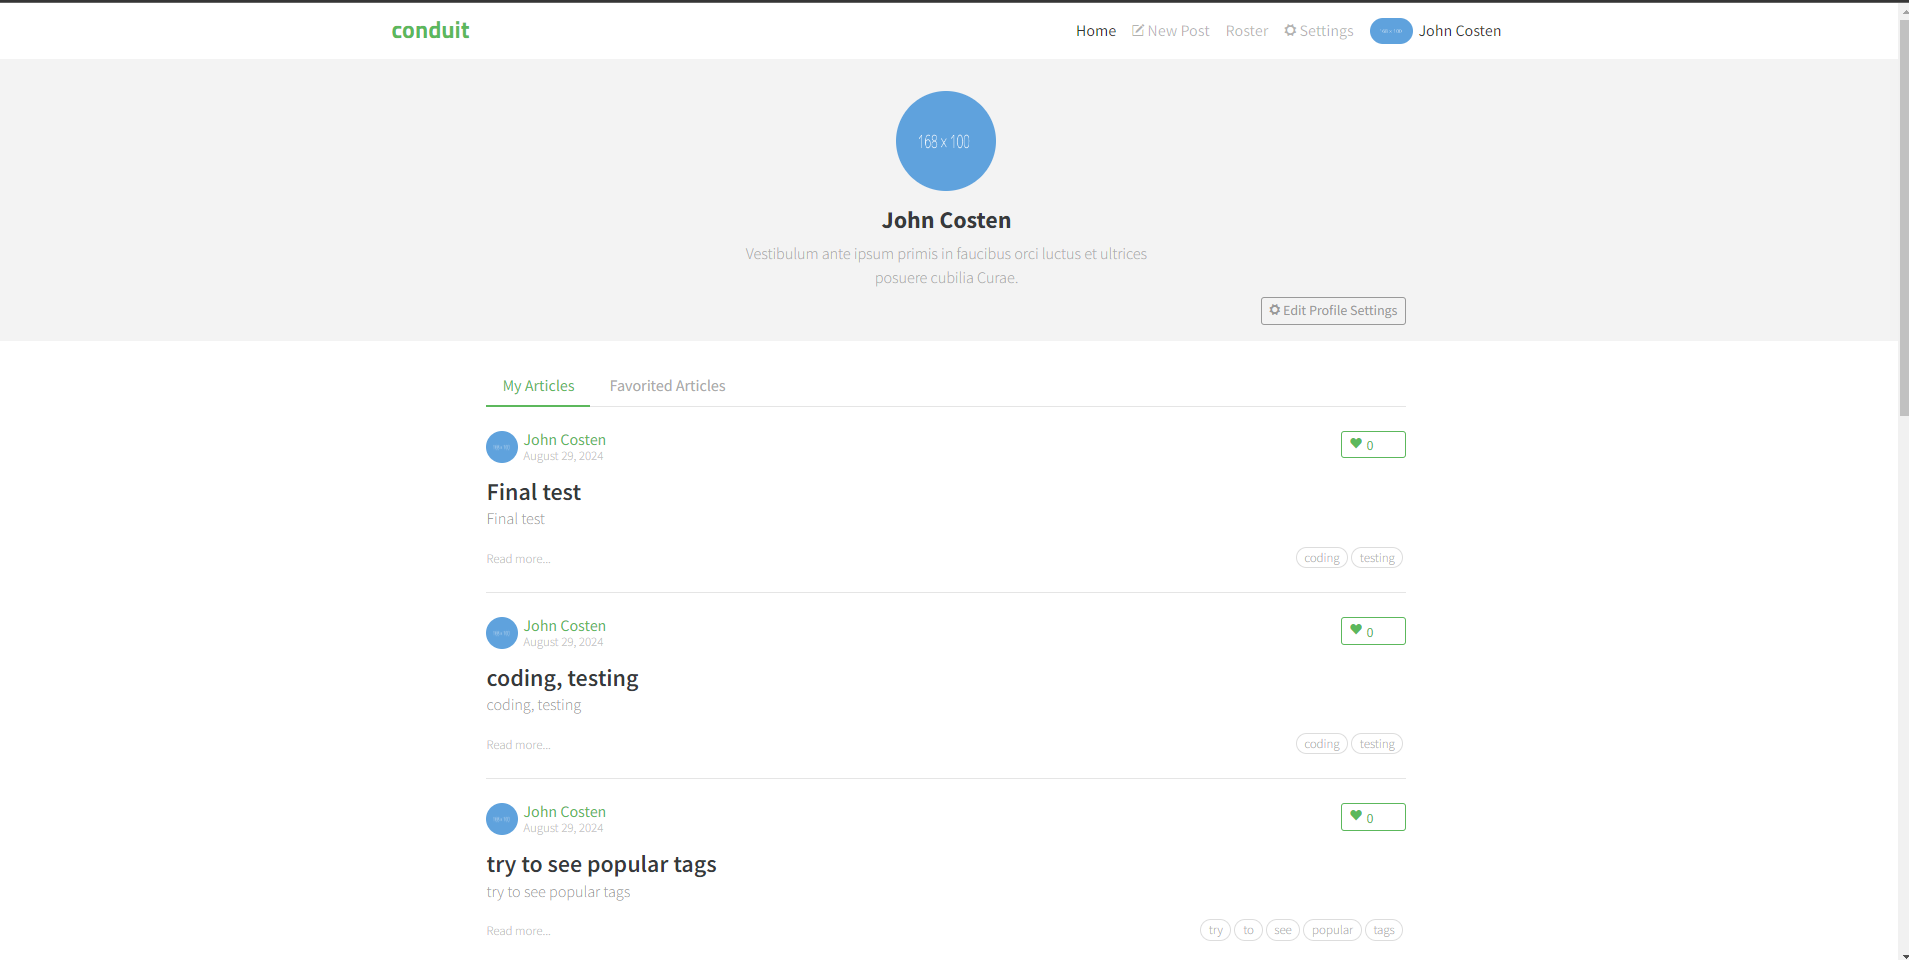 conduit
Home New Post Roster Settings 168 x 100 John Costen
168 x 100
John Costen
Vestibulum ante ipsum primis in faucibus orci luctus et ultrices
posuere cubilia Curae.
Edit Profile Settings
My Articles Favorited Articles
John Costen
August 29, 2024
0
Final test
Final test
Read more...
coding testing
John Costen
August 29, 2024
0
coding, testing
coding, testing
Read more...
coding testing
John Costen
August 29, 2024
0
try to see popular tags
try to see popular tags
Read more...
try to see popular tags